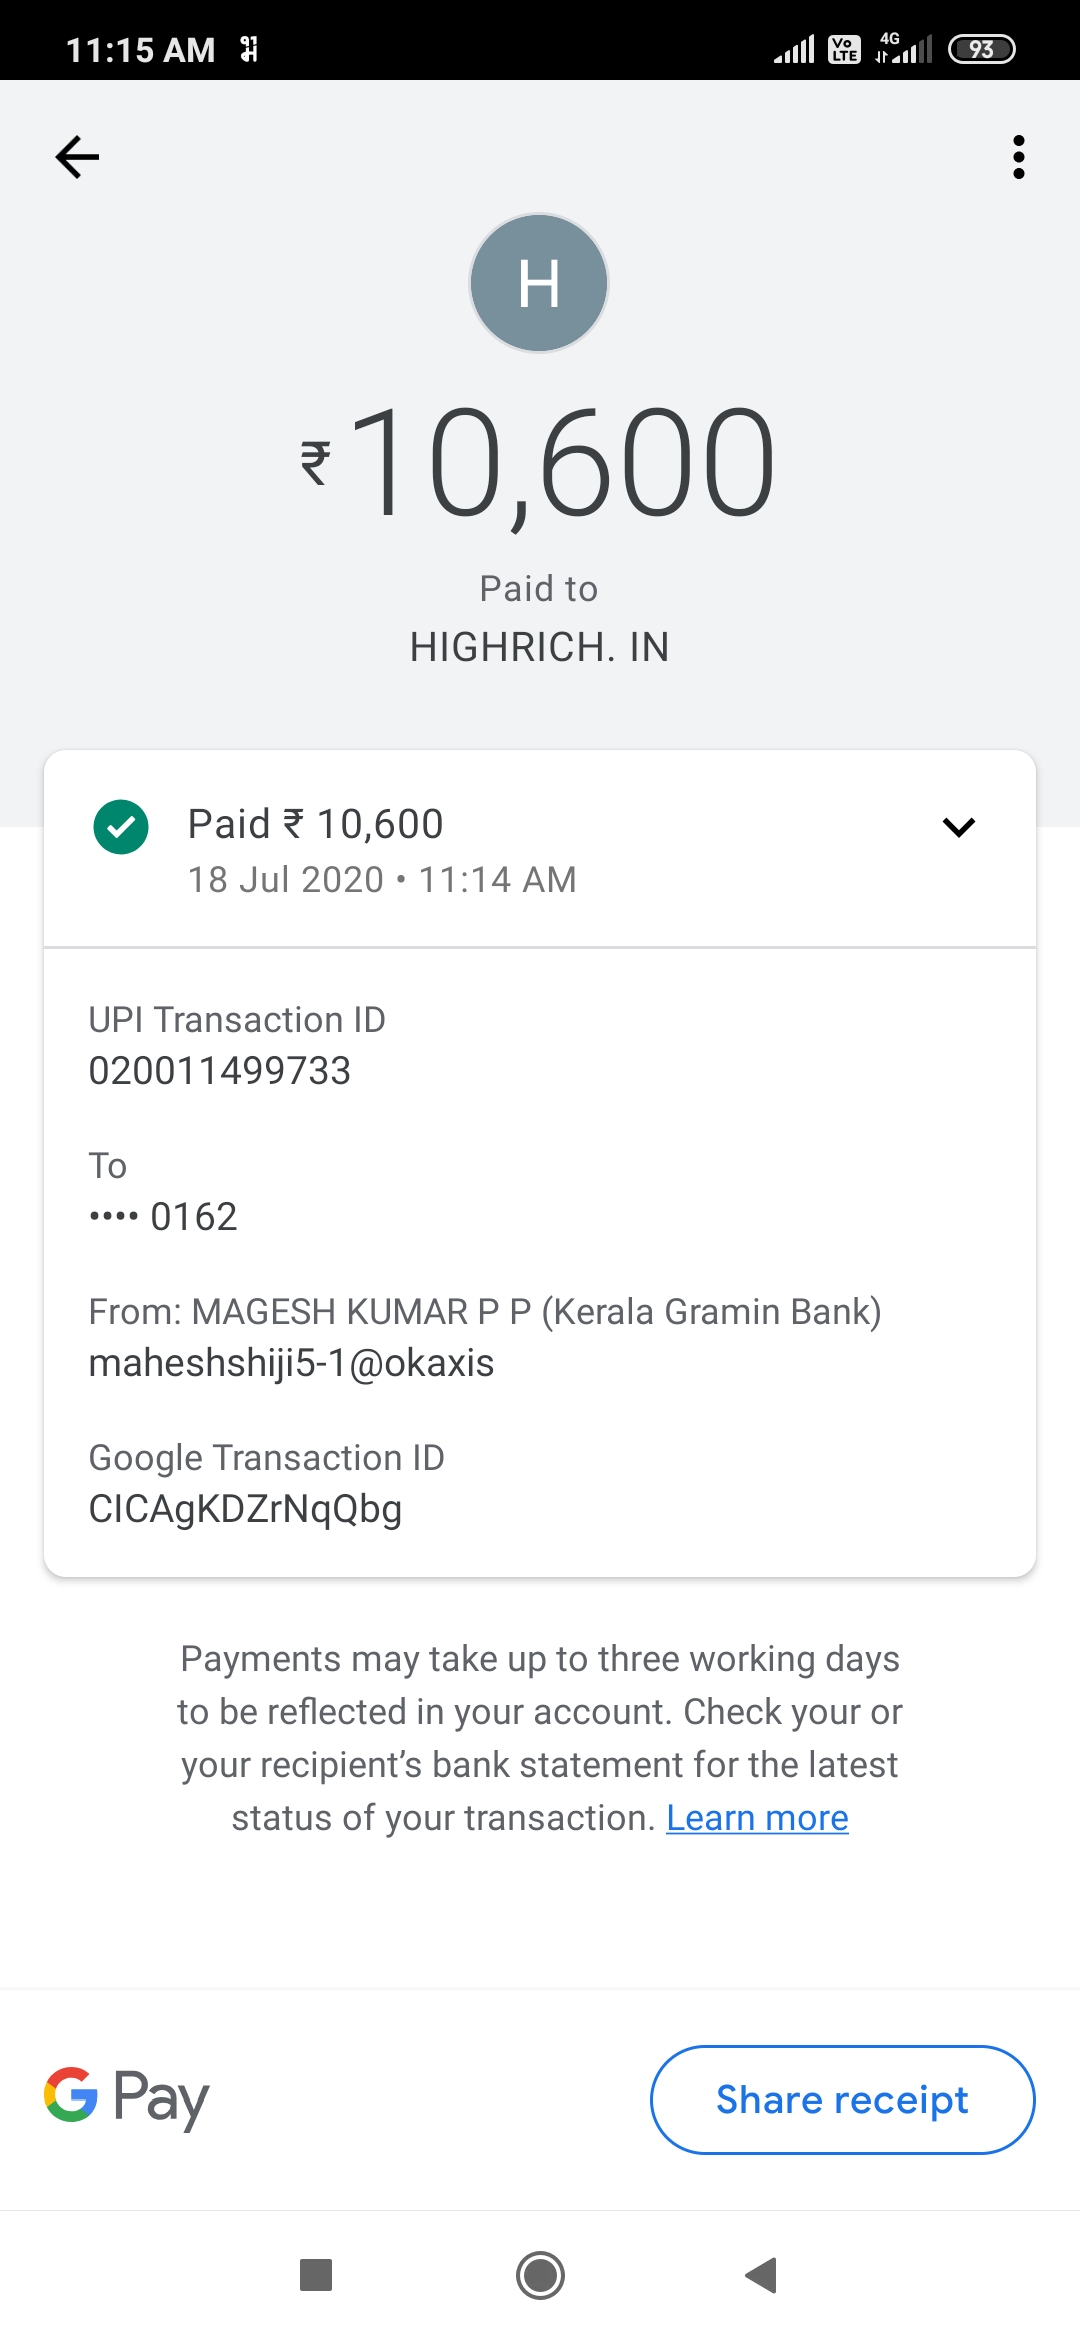 11:15 AM
Vo LTE 4G 93
H
₹10,600
Paid to
HIGHRICH. IN
Paid ₹ 10,600
18 Jul 2020 • 11:14 AM
UPI Transaction ID
020011499733
To
•••• 0162
From: MAGESH KUMAR P P (Kerala Gramin Bank)
maheshshiji5-1@okaxis
Google Transaction ID
CICAgKDZrNqQbg
Payments may take up to three working days
to be reflected in your account. Check your or
your recipient’s bank statement for the latest
status of your transaction. Learn more
G Pay
Share receipt